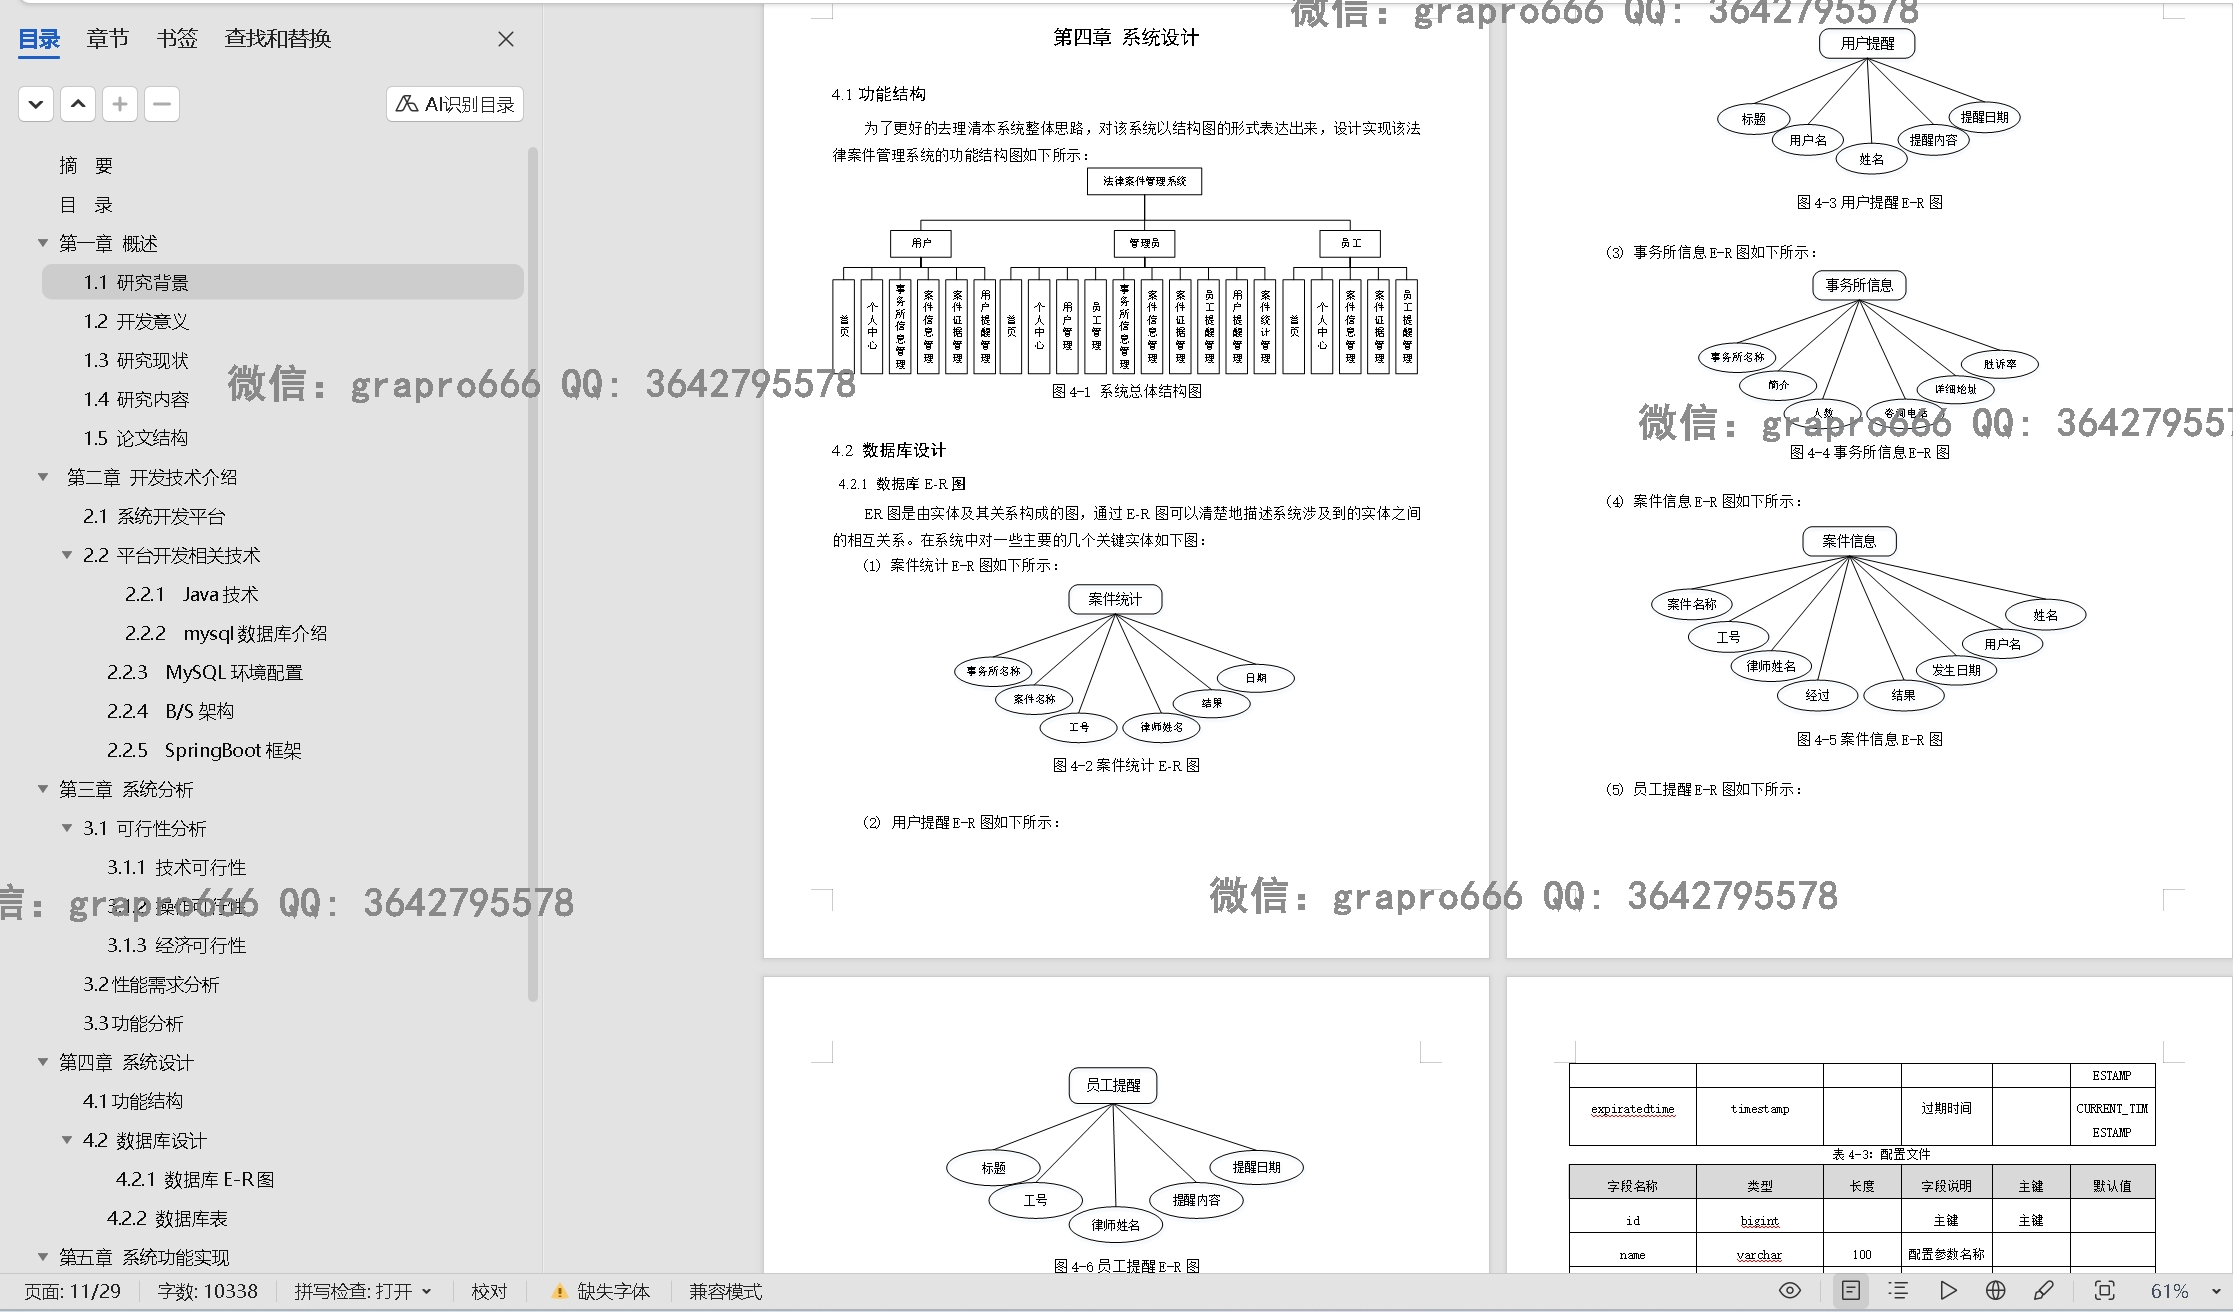 目录 章节 书签 查找和替换
AI识别目录
摘 要
目 录
第一章 概述
1.1 研究背景
1.2 开发意义
1.3 研究现状
1.4 研究内容
1.5 论文结构
第二章 开发技术介绍
2.1 系统开发平台
2.2 平台开发相关技术
2.2.1 Java 技术
2.2.2 mysql 数据库介绍
2.2.3 MySQL 环境配置
2.2.4 B/S 架构
2.2.5 SpringBoot 框架
第三章 系统分析
3.1 可行性分析
3.1.1 技术可行性
3.1.2 操作可行性
3.1.3 经济可行性
3.2性能需求分析
3.3功能分析
第四章 系统设计
4.1功能结构
4.2 数据库设计
4.2.1 数据库 E-R图
4.2.2 数据库表
第五章 系统功能实现
微信：grapro666 QQ: 3642795578
信：grapro666 QQ: 3642795578
第四章 系统设计
4.1 功能结构
为了更好的去理清本系统整体思路，对该系统以结构图的形式表达出来，设计实现该法
律案件管理系统的功能结构图如下所示：
法律案件管理系统
用户 管理员 员工
首页 个人中心 事务所信息管理 案件信息管理 案件证据管理 用户提醒管理
首页 个人中心 用户管理 员工管理 事务所信息管理 案件信息管理 案件证据管理 员工提醒管理 用户提醒管理 案件统计管理
首页 个人中心 案件信息管理 案件证据管理 员工提醒管理
图 4-1 系统总体结构图
4.2 数据库设计
4.2.1 数据库 E-R 图
ER 图是由实体及其关系构成的图，通过 E-R 图可以清楚地描述系统涉及到的实体之间
的相互关系。在系统中对一些主要的几个关键实体如下图：
（1） 案件统计 E-R 图如下所示：
案件统计
事务所名称
案件名称
工号
律师姓名
结果
日期
图 4-2 案件统计 E-R 图
（2） 用户提醒 E-R 图如下所示：
微信：grapro666 QQ: 3642795578
用户提醒
标题
用户名
姓名
提醒内容
提醒日期
图 4-3 用户提醒 E-R 图
（3） 事务所信息 E-R 图如下所示：
事务所信息
事务所名称
简介
人数
咨询电话
详细地址
胜诉率
微信：grapro666 QQ: 364279557
图 4-4 事务所信息 E-R 图
（4） 案件信息 E-R 图如下所示：
案件信息
案件名称
工号
律师姓名
经过
结果
发生日期
用户名
姓名
图 4-5 案件信息 E-R 图
（5） 员工提醒 E-R 图如下所示：
微信：grapro666 QQ: 3642795578
员工提醒
标题
工号
律师姓名
提醒内容
提醒日期
图 4-6 员工提醒 E-R 图
ESTAMP
expiratedtime timestamp 过期时间 CURRENT_TIM
ESTAMP
表 4-3：配置文件
字段名称 类型 长度 字段说明 主键 默认值
id bigint 主键 主键
name varchar 100 配置参数名称
页面: 11/29 字数: 10338 拼写检查: 打开 校对 缺失字体 兼容模式 61%